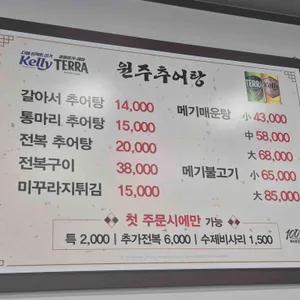 Kelly TERRA
원주추어탕
TERRA
갈아서 추어탕 14,000
통마리 추어탕 15,000
전복 추어탕 20,000
전복구이 38,000
미꾸라지튀김 15,000
메기매운탕 小 43,000
中 58,000
大 68,000
메기불고기 小 65,000
大 85,000
첫 주문시에만 가능
특 2,000 | 추가전복 6,000 | 수제비사리 1,500